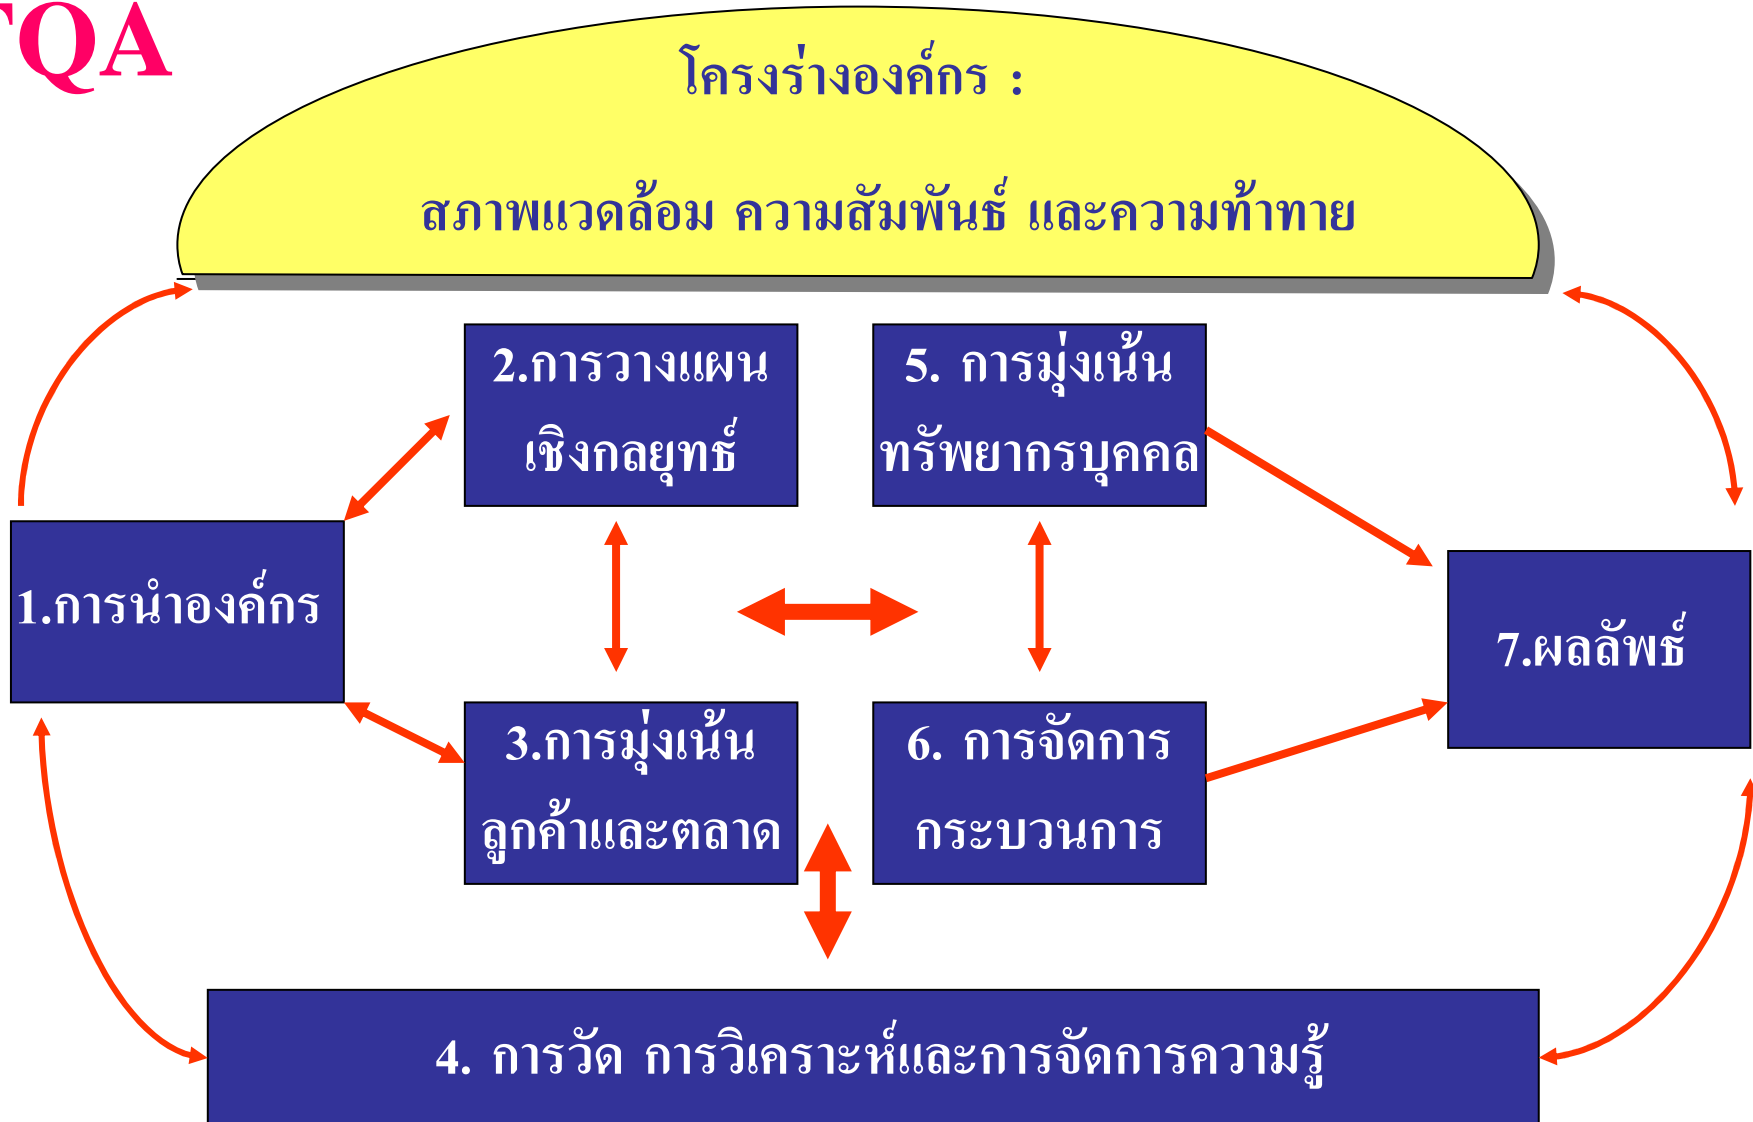 TQA
โครงร่างองค์กร :
สภาพแวดล้อม ความสัมพันธ์ และความท้าทาย
2.การวางแผน
เชิงกลยุทธ์
5. การมุ่งเน้น
ทรัพยากรบุคคล
1.การนำองค์กร
7.ผลลัพธ์
3.การมุ่งเน้น
ลูกค้าและตลาด
6. การจัดการ
กระบวนการ
4. การวัด การวิเคราะห์และการจัดการความรู้